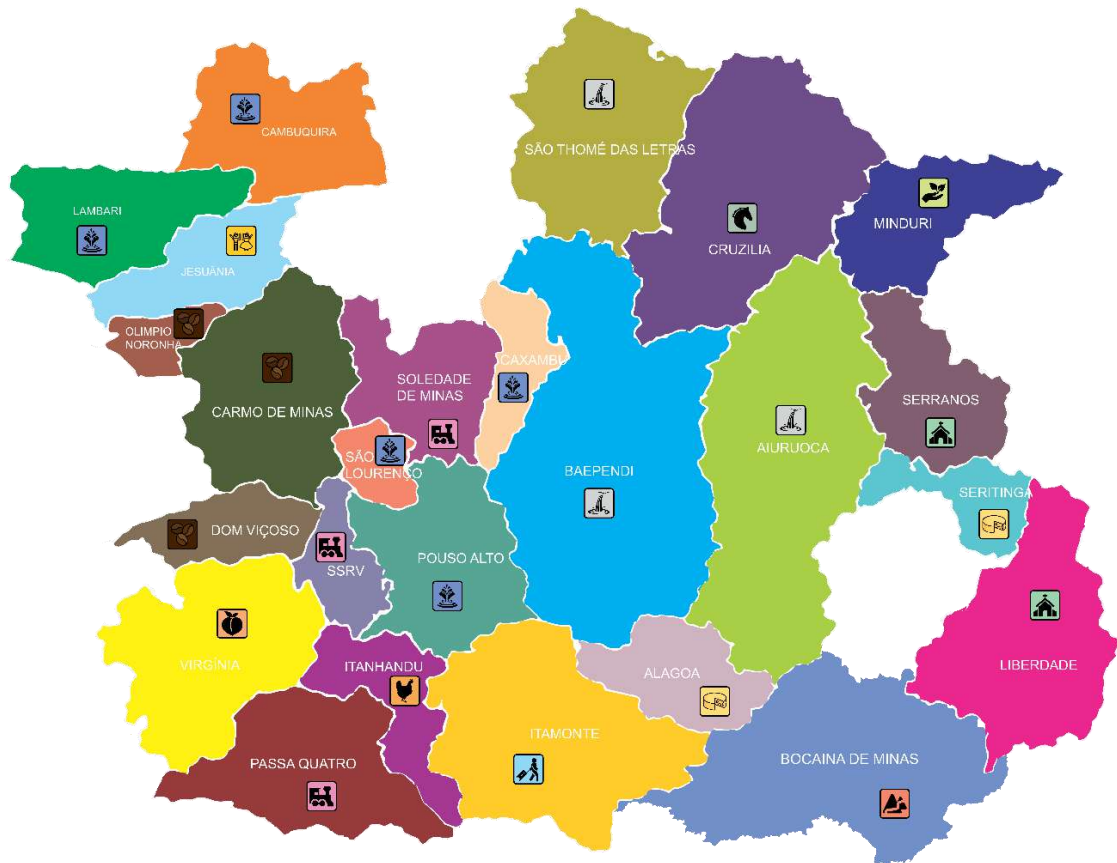 CAMBUQUIRA
SÃO THOMÉ DAS LETRAS
LAMBARI
MINDURI
CRUZILIA
JESUÂNIA
OLIMPIO
NORONHA
CAXAMBU
SOLEDADE
DE MINAS
CARMO DE MINAS
SERRANOS
AIURUOCA
SÃO
LOURENÇO
BAEPENDI
SERITINGA
DOM VIÇOSO
POUSO ALTO
SSRV
VIRGÍNIA
ITANHANDU
ALAGOA
LIBERDADE
ITAMONTE
PASSA QUATRO
BOCAINA DE MINAS